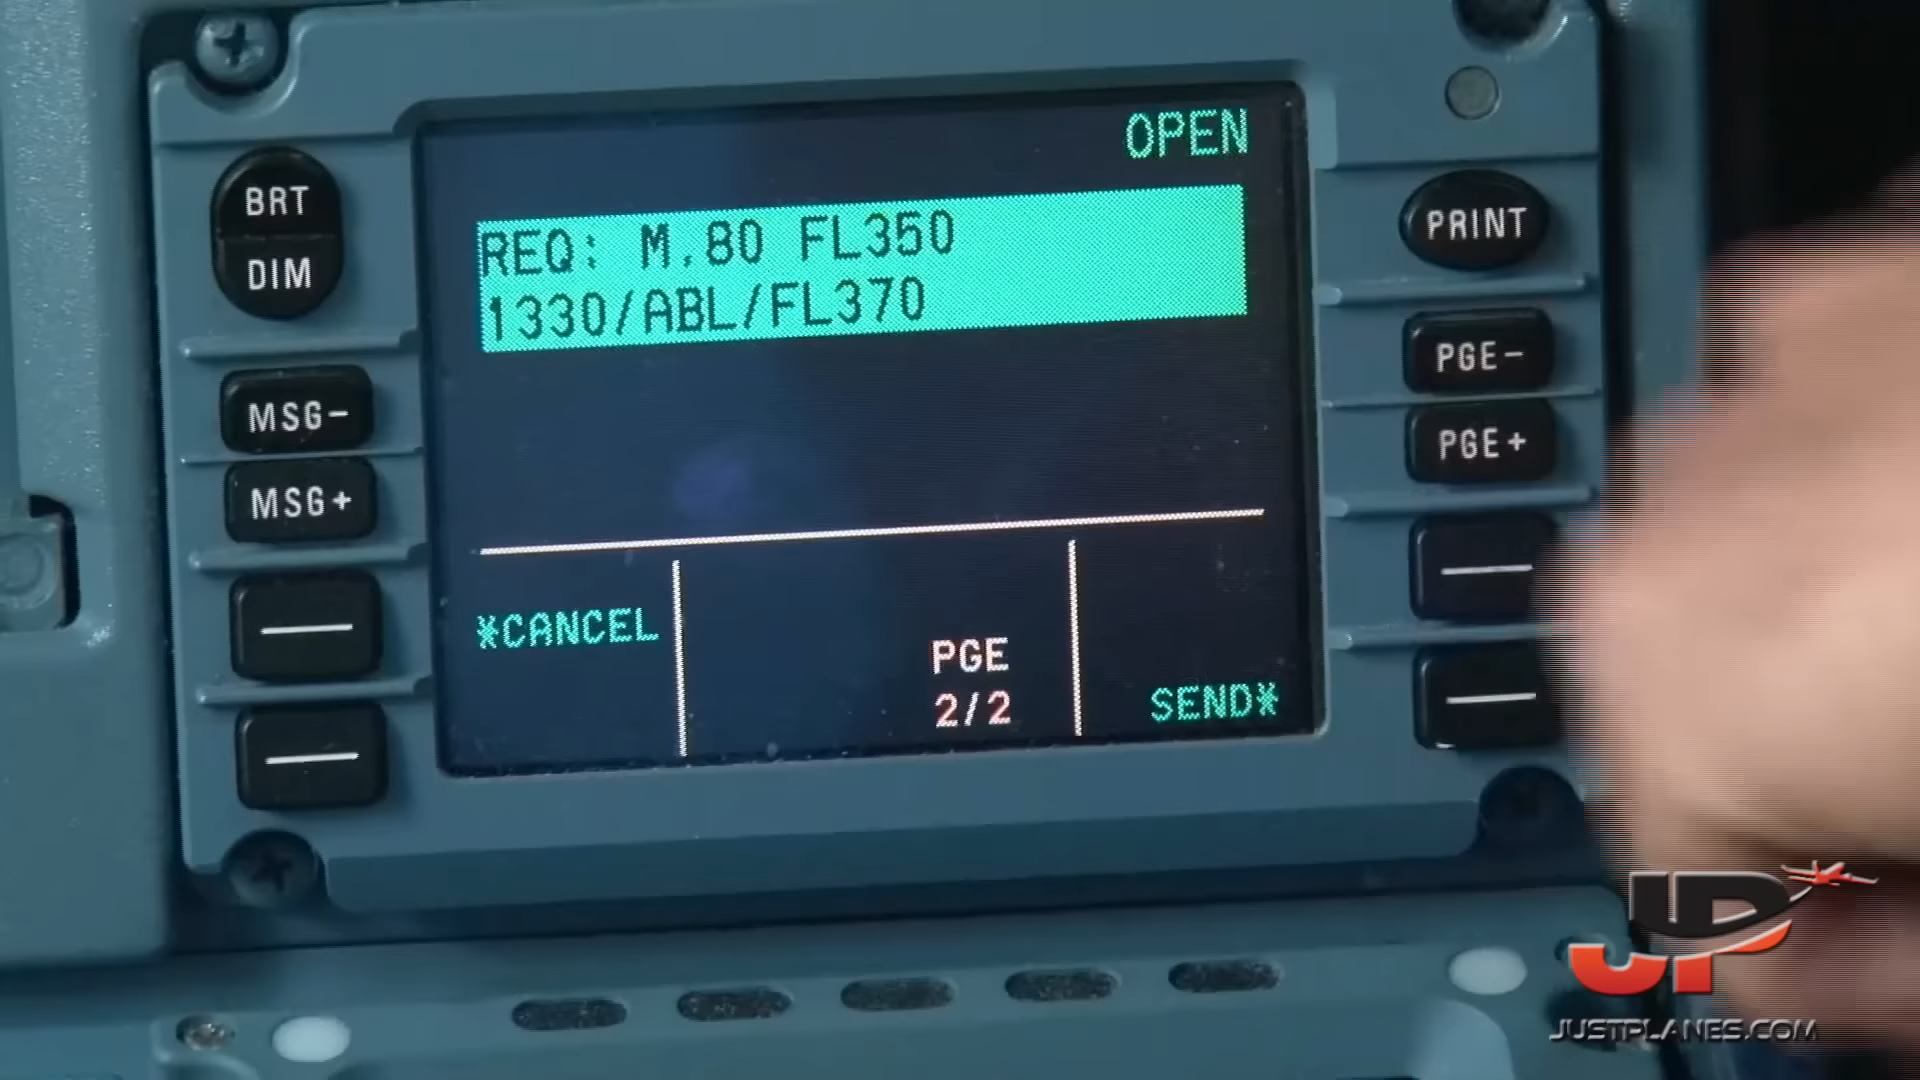 OPEN
BRT
DIM
REQ: M.80 FL350
1330/ABL/FL370
PRINT
MSG-
MSG+
PGE-
PGE+
*CANCEL
PGE
2/2
SEND*
JP
JUSTPLANES.COM